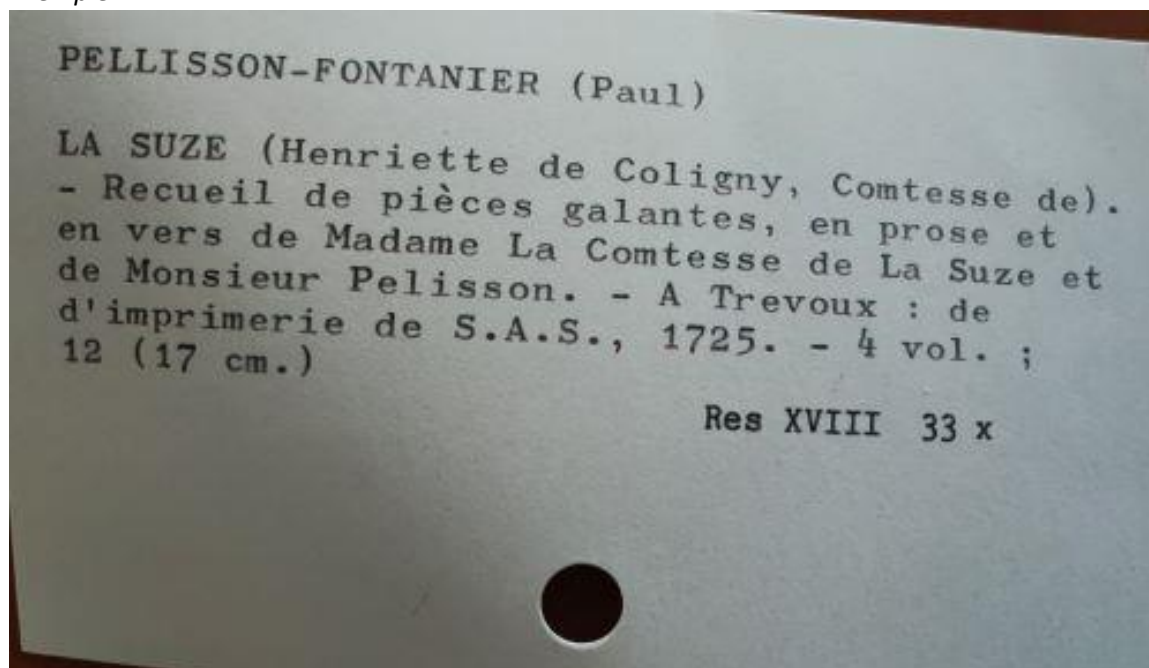 PELLISSON-FONTANIER (Paul)
LA SUZE (Henriette de Coligny, Comtesse de).
- Recueil de pièces galantes, en prose et
en vers de Madame La Comtesse de La Suze et
de Monsieur Pelisson. - A Trevoux : de
d'imprimerie de S.A.S., 1725. - 4 vol. ;
12 (17 cm.)
Res XVIII 33 x